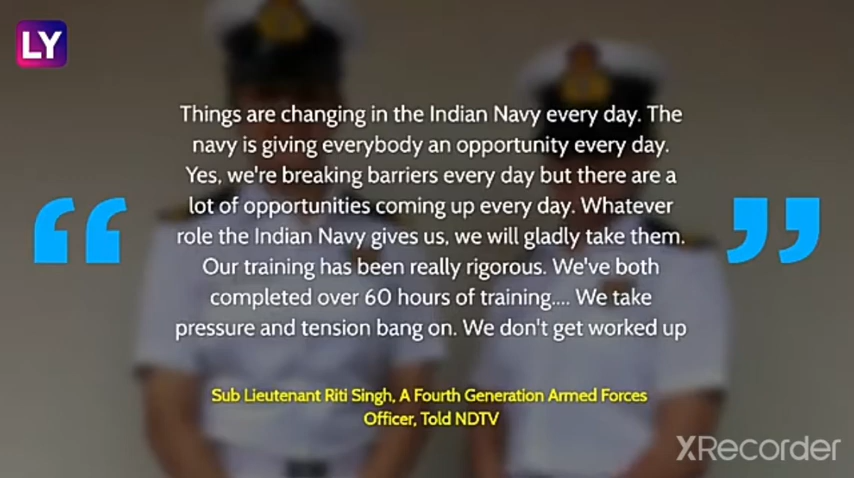 LY
Things are changing in the Indian Navy every day. The
navy is giving everybody an opportunity every day.
Yes, we're breaking barriers every day but there are a
lot of opportunities coming up every day. Whatever
role the Indian Navy gives us, we will gladly take them.
Our training has been really rigorous. We've both
completed over 60 hours of training.... We take
pressure and tension bang on. We don't get worked up
Sub Lieutenant Riti Singh, A Fourth Generation Armed Forces
Officer, Told NDTV
XRecorder